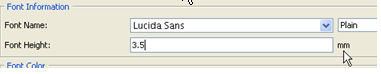 Font Information
Font Name: Lucida Sans Plain
Font Height: 3.5 mm
Font Color